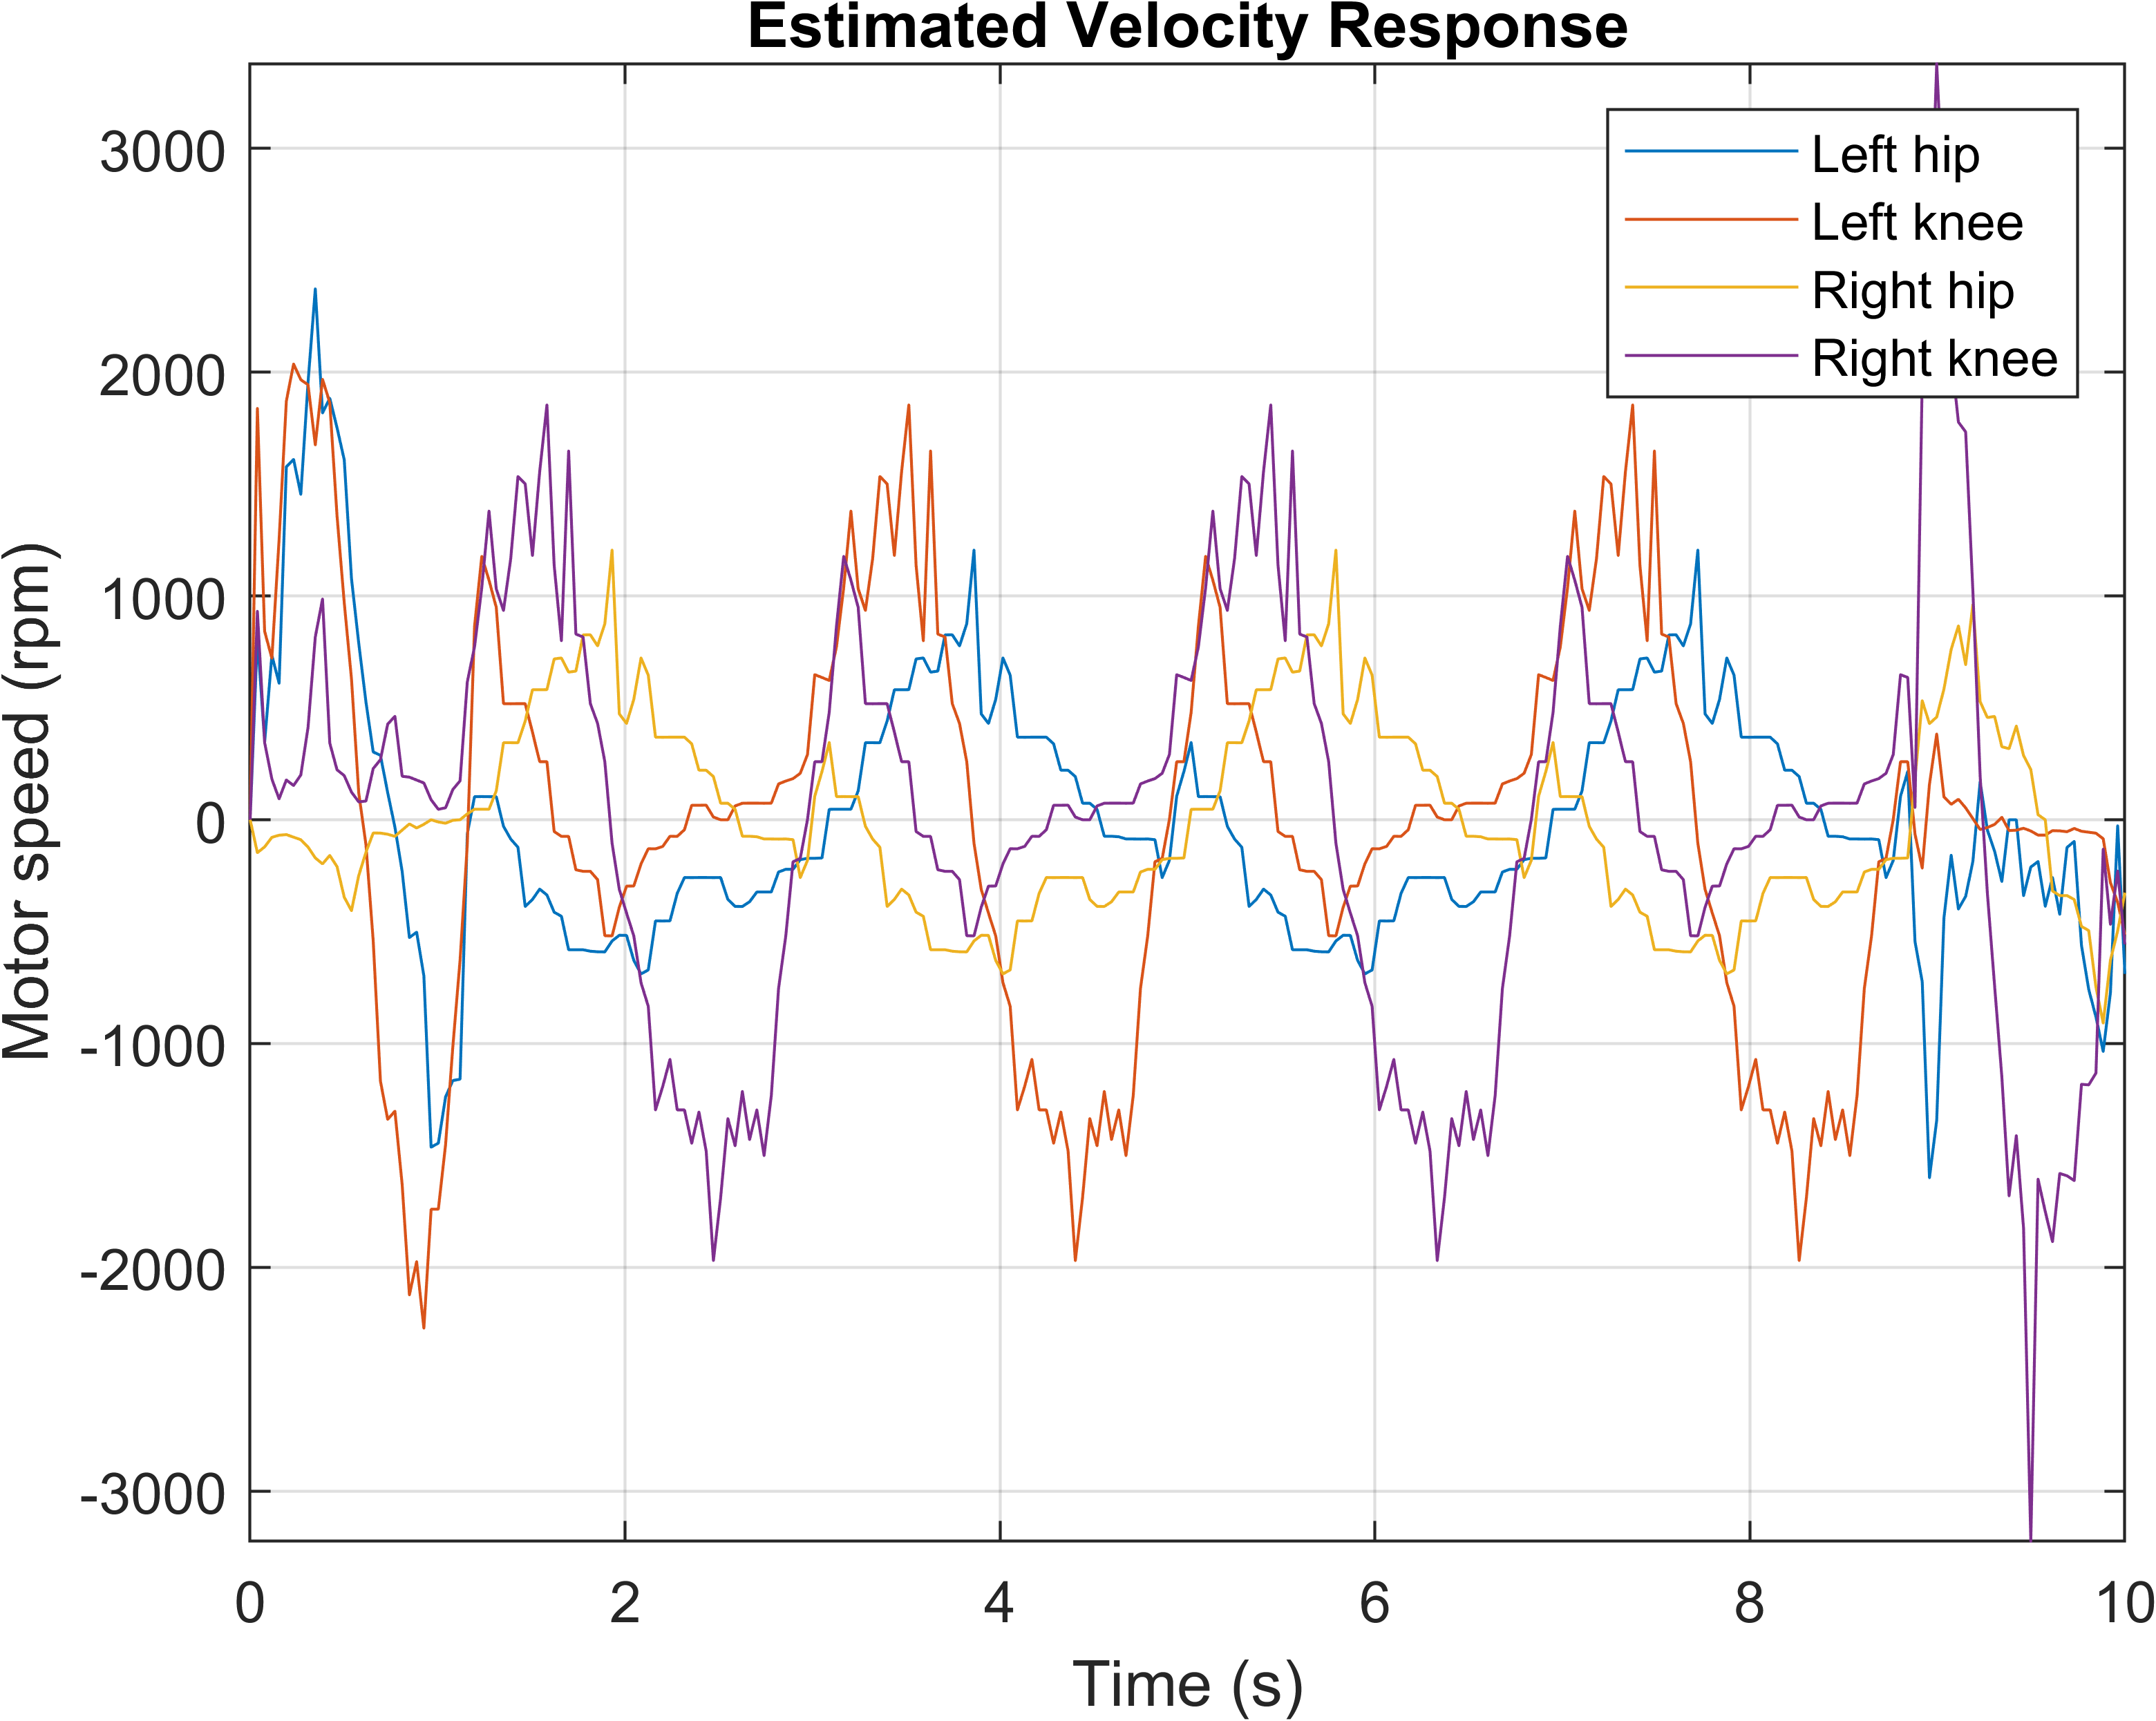 Estimated Velocity Response
Motor speed (rpm)
3000
2000
1000
0
-1000
-2000
-3000
Left hip
Left knee
Right hip
Right knee
0 2 4 6 8 10
Time (s)